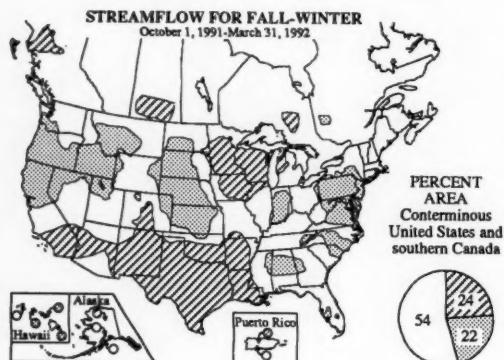 STREAMFLOW FOR FALL-WINTER
October 1, 1991-March 31, 1992
PERCENT
AREA
Conterminous
United States and
southern Canada
24
54
22
Alaska
Hawaii
Puerto Rico